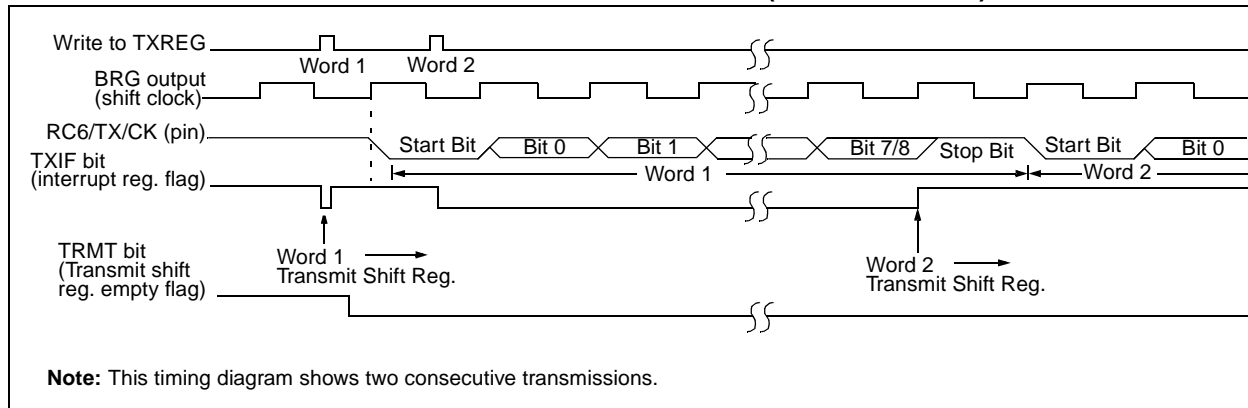 Write to TXREG
Word 1
Word 2
BRG output
(shift clock)
RC6/TX/CK (pin)
Start Bit
Bit 0
Bit 1
Bit 7/8
Stop Bit
Start Bit
Bit 0
TXIF bit
(interrupt reg. flag)
Word 1
Word 2
TRMT bit
(Transmit shift
reg. empty flag)
Word 1
Transmit Shift Reg.
Word 2
Transmit Shift Reg.
Note: This timing diagram shows two consecutive transmissions.